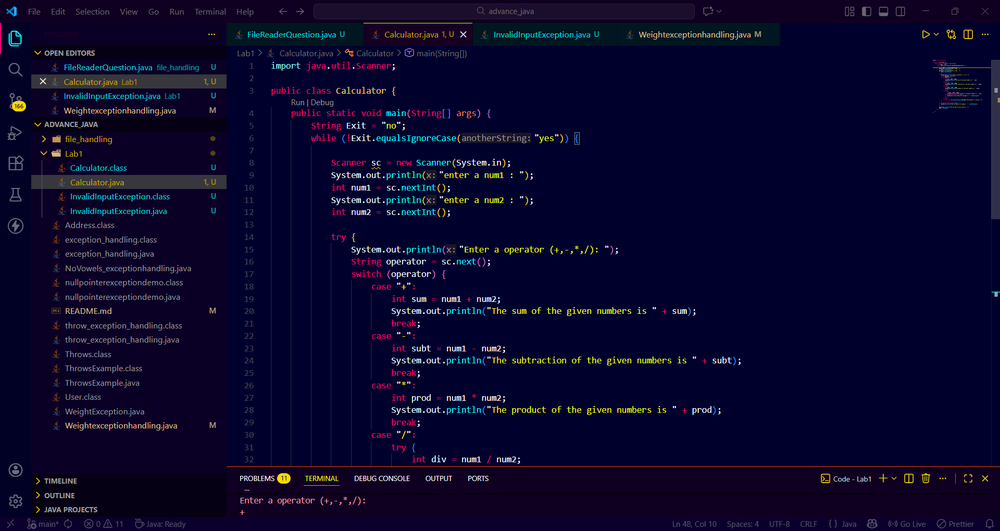 File Edit Selection View Go Run Terminal Help
advance_java
EXPLORER
OPEN EDITORS
FileReaderQuestion.java file_handling U
Calculator.java Lab1 1, U
InvalidInputException.java Lab1 U
Weightexceptionhandling.java M
ADVANCE_JAVA
file_handling
Lab1
Calculator.class U
Calculator.java 1, U
InvalidInputException.class U
InvalidInputException.java U
Address.class
exception_handling.class
exception_handling.java
NoVowels_exceptionhandling.java
nullpointerexceptiondemo.class
nullpointerexceptiondemo.java
README.md M
throw_exception_handling.class
throw_exception_handling.java
Throws.class
ThrowsExample.class
ThrowsExample.java
User.class
WeightException.java
Weightexceptionhandling.java M
TIMELINE
OUTLINE
JAVA PROJECTS
166
FileReaderQuestion.java U
Calculator.java 1, U
InvalidInputException.java U
Weightexceptionhandling.java M
Lab1 > Calculator.java > Calculator > main(String[])
1 import java.util.Scanner;
2
3 public class Calculator {
Run | Debug
4 public static void main(String[] args) {
5 String Exit = "no";
6 while (!Exit.equalsIgnoreCase(anotherString: "yes")) {
7
8 Scanner sc = new Scanner(System.in);
9 System.out.println(x: "enter a num1 : ");
10 int num1 = sc.nextInt();
11 System.out.println(x: "enter a num2 : ");
12 int num2 = sc.nextInt();
13
14 try {
15 System.out.println(x: "Enter a operator (+,-,*,/): ");
16 String operator = sc.next();
17 switch (operator) {
18 case "+":
19 int sum = num1 + num2;
20 System.out.println("The sum of the given numbers is " + sum);
21 break;
22 case "-":
23 int subt = num1 - num2;
24 System.out.println("The subtraction of the given numbers is " + subt);
25 break;
26 case "*":
27 int prod = num1 * num2;
28 System.out.println("The product of the given numbers is " + prod);
29 break;
30 case "/":
31 try {
32 int div = num1 / num2;
PROBLEMS 11 TERMINAL DEBUG CONSOLE OUTPUT PORTS
Code - Lab1
Enter a operator (+,-,*,/):
+
main* 0 11 Java: Ready
Ln 48, Col 10 Spaces: 4 UTF-8 CRLF { } Java Go Live Prettier